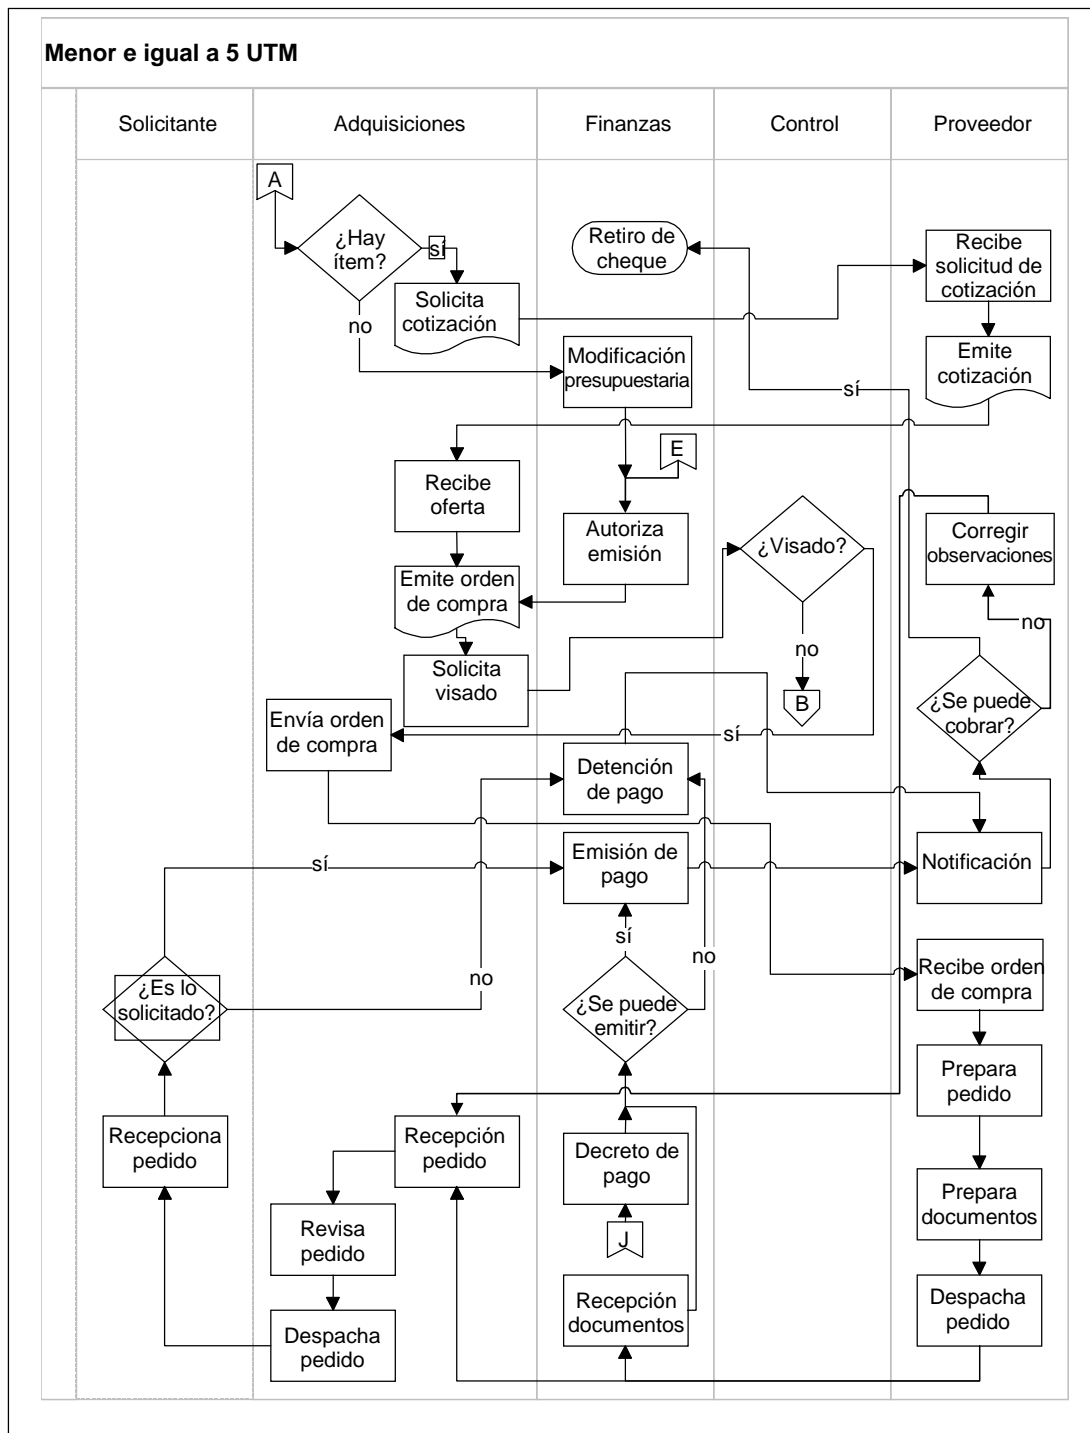 Menor e igual a 5 UTM
Solicitante
Adquisiciones
Finanzas
Control
Proveedor
A
¿Hay
ítem?
sí
no
Solicita
cotización
Retiro de
cheque
Recibe
solicitud de
cotización
Modificación
presupuestaria
Emite
cotización
sí
E
Recibe
oferta
Autoriza
emisión
¿Visado?
Corregir
observaciones
Emite orden
de compra
no
no
Solicita
visado
B
¿Se puede
cobrar?
Envía orden
de compra
sí
Detención
de pago
Emisión de
pago
sí
Notificación
sí
no
no
¿Es lo
solicitado?
¿Se puede
emitir?
Recibe orden
de compra
Prepara
pedido
Recepciona
pedido
Recepción
pedido
Decreto de
pago
Prepara
documentos
Revisa
pedido
J
Despacha
pedido
Recepción
documentos
Despacha
pedido